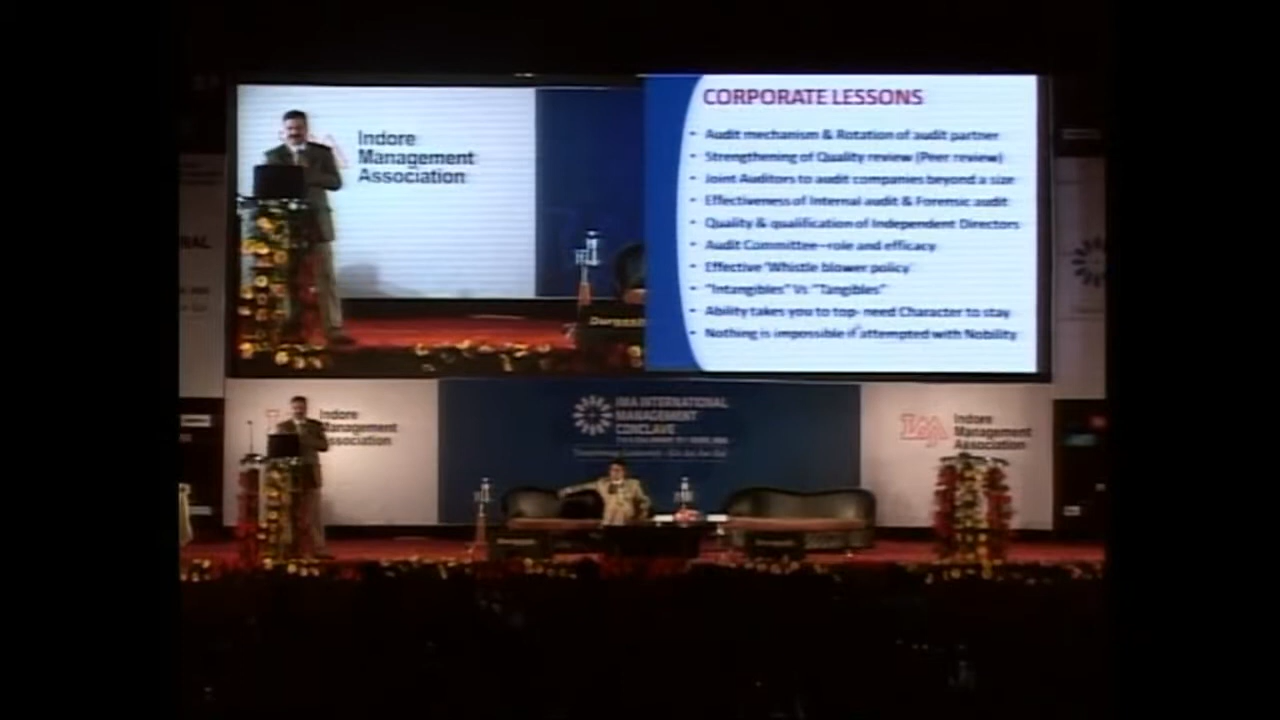 Indore
Management
Association
CORPORATE LESSONS
• Audit mechanism & Rotation of audit partner
• Strengthening of Quality review (Peer review)
• Joint Auditors to audit companies beyond a size
• Effectiveness of Internal audit & Forensic audit
• Quality & qualification of Independent Directors
• Audit Committee—role and efficacy
• Effective 'Whistle blower policy'
• "Intangibles" Vs "Tangibles"
• Ability takes you to top- need Character to stay
• Nothing is impossible if attempted with Nobility
Indore
Management
Association
IMA INTERNATIONAL
MANAGEMENT
CONCLAVE
IMA
Indore
Management
Association